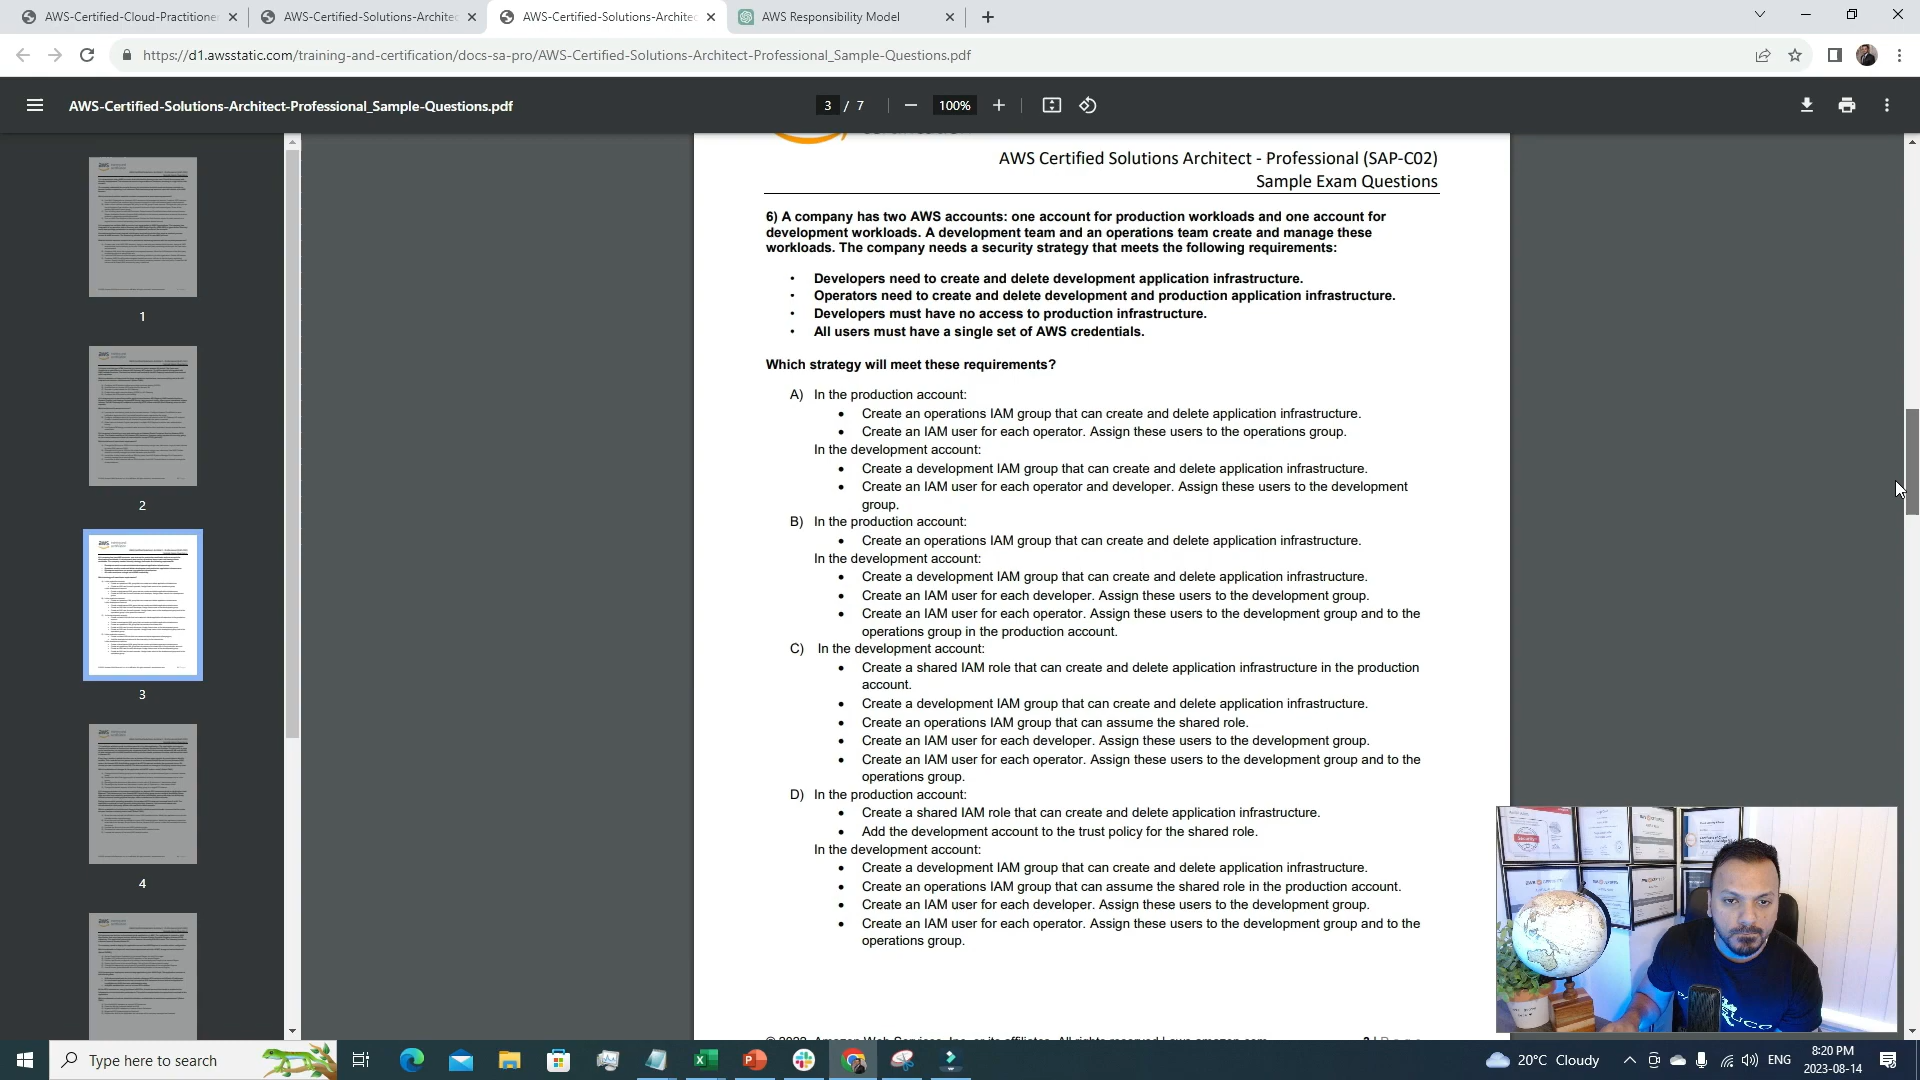 AWS-Certified-Cloud-Practitioner
AWS-Certified-Solutions-Architec
AWS-Certified-Solutions-Architec
AWS Responsibility Model
https://d1.awsstatic.com/training-and-certification/docs-sa-pro/AWS-Certified-Solutions-Architect-Professional_Sample-Questions.pdf
AWS-Certified-Solutions-Architect-Professional_Sample-Questions.pdf
3 / 7
100%
AWS Certified Solutions Architect - Professional (SAP-C02)
Sample Exam Questions
6) A company has two AWS accounts: one account for production workloads and one account for
development workloads. A development team and an operations team create and manage these
workloads. The company needs a security strategy that meets the following requirements:
• Developers need to create and delete development application infrastructure.
• Operators need to create and delete development and production application infrastructure.
• Developers must have no access to production infrastructure.
• All users must have a single set of AWS credentials.
Which strategy will meet these requirements?
A) In the production account:
• Create an operations IAM group that can create and delete application infrastructure.
• Create an IAM user for each operator. Assign these users to the operations group.
In the development account:
• Create a development IAM group that can create and delete application infrastructure.
• Create an IAM user for each operator and developer. Assign these users to the development
group.
B) In the production account:
• Create an operations IAM group that can create and delete application infrastructure.
In the development account:
• Create a development IAM group that can create and delete application infrastructure.
• Create an IAM user for each developer. Assign these users to the development group.
• Create an IAM user for each operator. Assign these users to the development group and to the
operations group in the production account.
C) In the development account:
• Create a shared IAM role that can create and delete application infrastructure in the production
account.
• Create a development IAM group that can create and delete application infrastructure.
• Create an operations IAM group that can assume the shared role.
• Create an IAM user for each developer. Assign these users to the development group.
• Create an IAM user for each operator. Assign these users to the development group and to the
operations group.
D) In the production account:
• Create a shared IAM role that can create and delete application infrastructure.
• Add the development account to the trust policy for the shared role.
In the development account:
• Create a development IAM group that can create and delete application infrastructure.
• Create an operations IAM group that can assume the shared role in the production account.
• Create an IAM user for each developer. Assign these users to the development group.
• Create an IAM user for each operator. Assign these users to the development group and to the
operations group.
1
2
3
4
Type here to search
20°C Cloudy
ENG
8:20 PM
2023-08-14